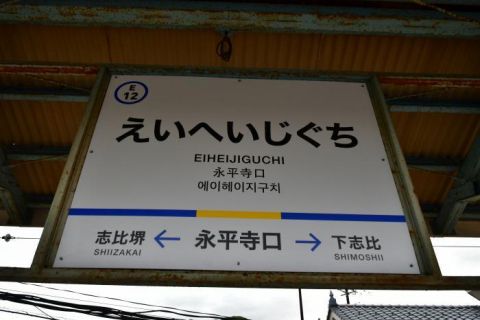 E
12
えいへいじぐち
EIHEIJIGUCHI
永平寺口
에이헤이지구치
志比堺 ← 永平寺口 → 下志比
SHIIZAKAI SHIMOSHII